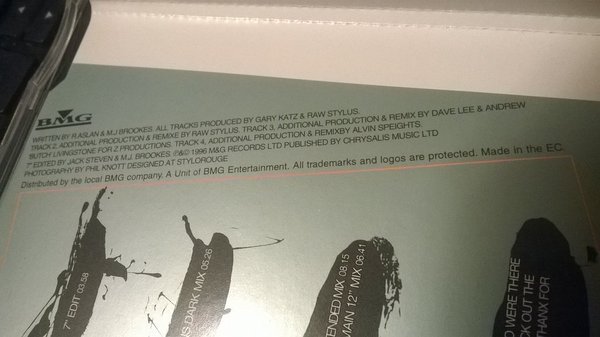 BMG
WRITTEN BY R.ASLAN & M.J BROOKES. ALL TRACKS PRODUCED BY GARY KATZ & RAW STYLUS.
TRACK 2, ADDITIONAL PRODUCTION & REMIXE BY RAW STYLUS. TRACK 3, ADDITIONAL PRODUCTION & REMIX BY DAVE LEE & ANDREW
'BUTCH' LIVINGSTONE FOR Z PRODUCTIONS. TRACK 4, ADDITIONAL PRODUCTION & REMIXBY ALVIN SPEIGHTS.
7" EDITED BY JACK STEVEN & M.J BROOKES. ℗&© 1996 M&G RECORDS LTD PUBLISHED BY CHRYSALIS MUSIC LTD
PHOTOGRAPHY BY PHIL KNOTT DESIGNED AT STYLOROUGE
Distributed by the local BMG company. A Unit of BMG Entertainment. All trademarks and logos are protected. Made in the EC.
7" EDIT 03.58
DARK MIX 05.26
MIX 08.15
12" MIX 06.41
WERE THERE
OUT THE
THANX FOR